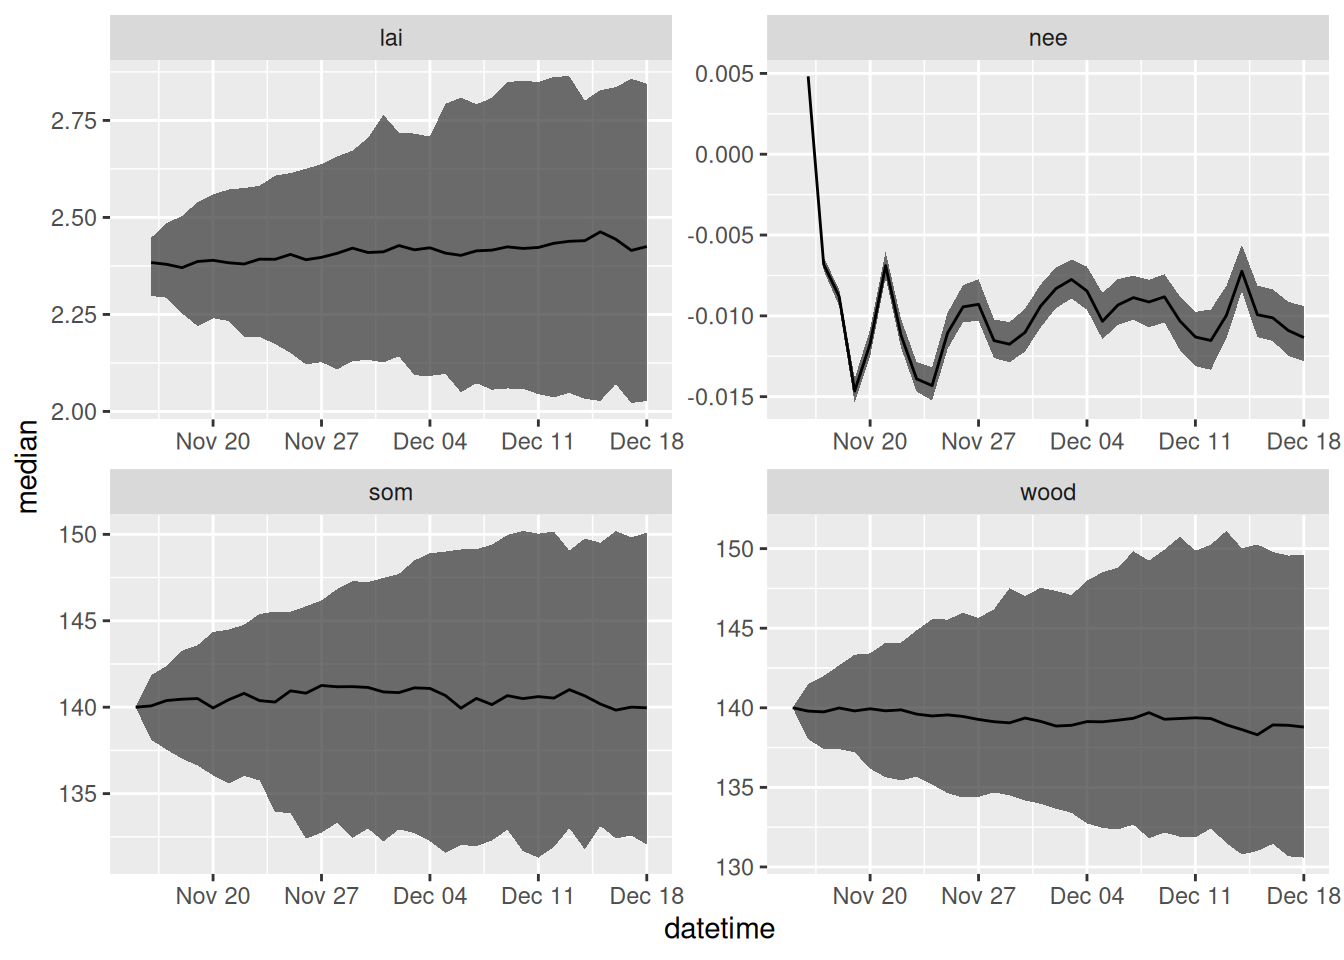 lai
nee
2.75
2.50
2.25
2.00
0.005
0.000
-0.005
-0.010
-0.015
Nov 20 Nov 27 Dec 04 Dec 11 Dec 18
Nov 20 Nov 27 Dec 04 Dec 11 Dec 18
median
som
wood
150
145
140
135
150
145
140
135
130
Nov 20 Nov 27 Dec 04 Dec 11 Dec 18
Nov 20 Nov 27 Dec 04 Dec 11 Dec 18
datetime